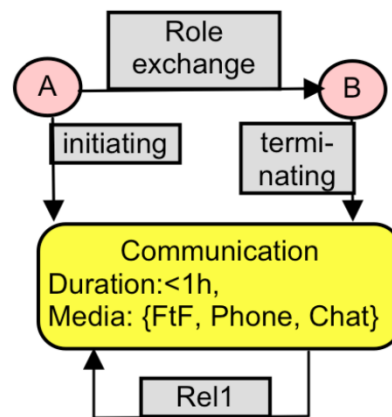 Role
exchange
A
B
initiating
termi-
nating
Communication
Duration:<1h,
Media: {FtF, Phone, Chat}
Rel1